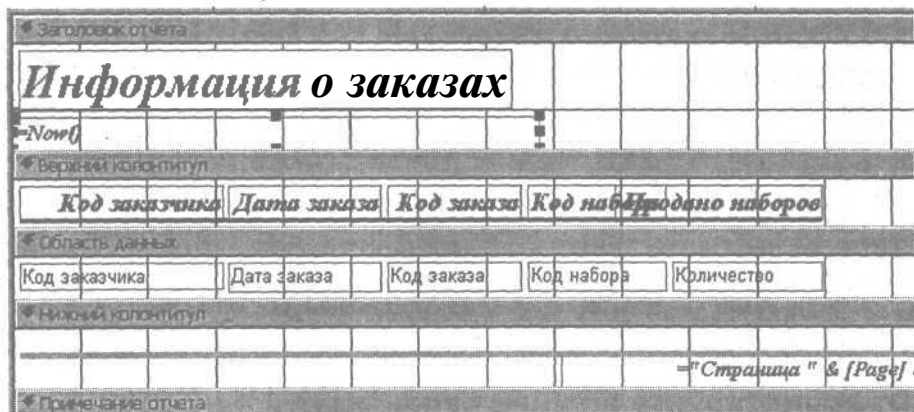 Заголовок отчета
Информация о заказах
=Now()
Верхний колонтитул
Код заказчика Дата заказа Код заказа Код набора Продано наборов
Область данных
Код заказчика Дата заказа Код заказа Код набора Количество
Нижний колонтитул
="Страница " & [Page]
Примечание отчета